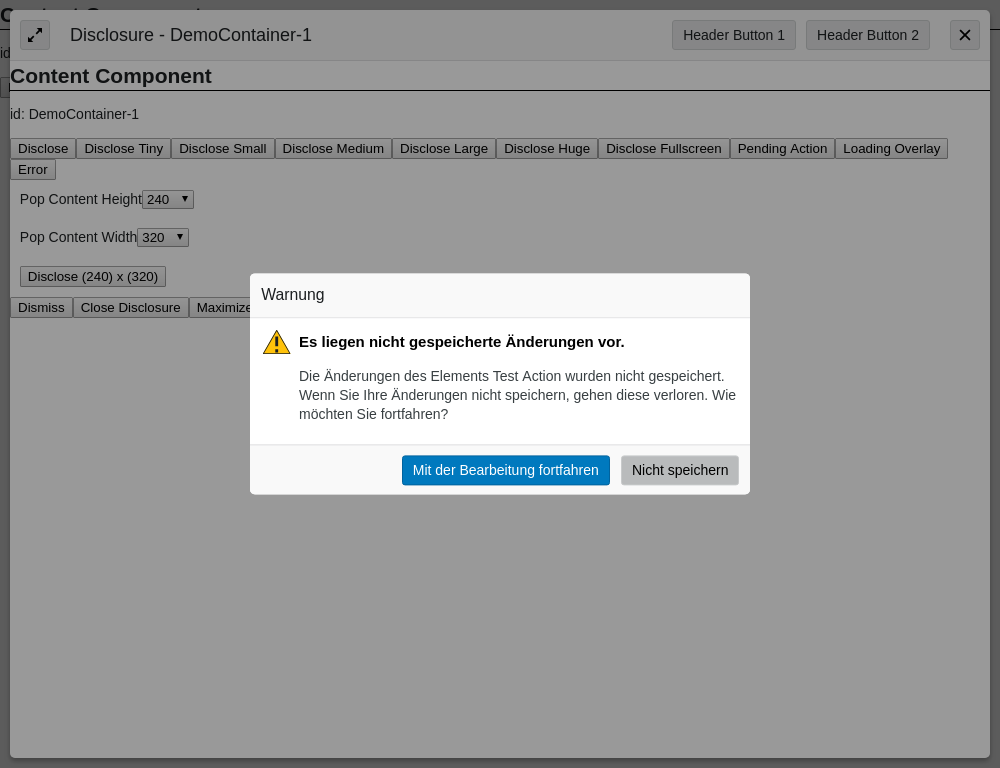 Disclosure - DemoContainer-1
Header Button 1
Header Button 2
Content Component
id: DemoContainer-1
Disclose Disclose Tiny Disclose Small Disclose Medium Disclose Large Disclose Huge Disclose Fullscreen Pending Action Loading Overlay
Error
Pop Content Height 240
Pop Content Width 320
Disclose (240) x (320)
Dismiss Close Disclosure Maximize
Warnung
Es liegen nicht gespeicherte Änderungen vor.
Die Änderungen des Elements Test Action wurden nicht gespeichert.
Wenn Sie Ihre Änderungen nicht speichern, gehen diese verloren. Wie
möchten Sie fortfahren?
Mit der Bearbeitung fortfahren
Nicht speichern